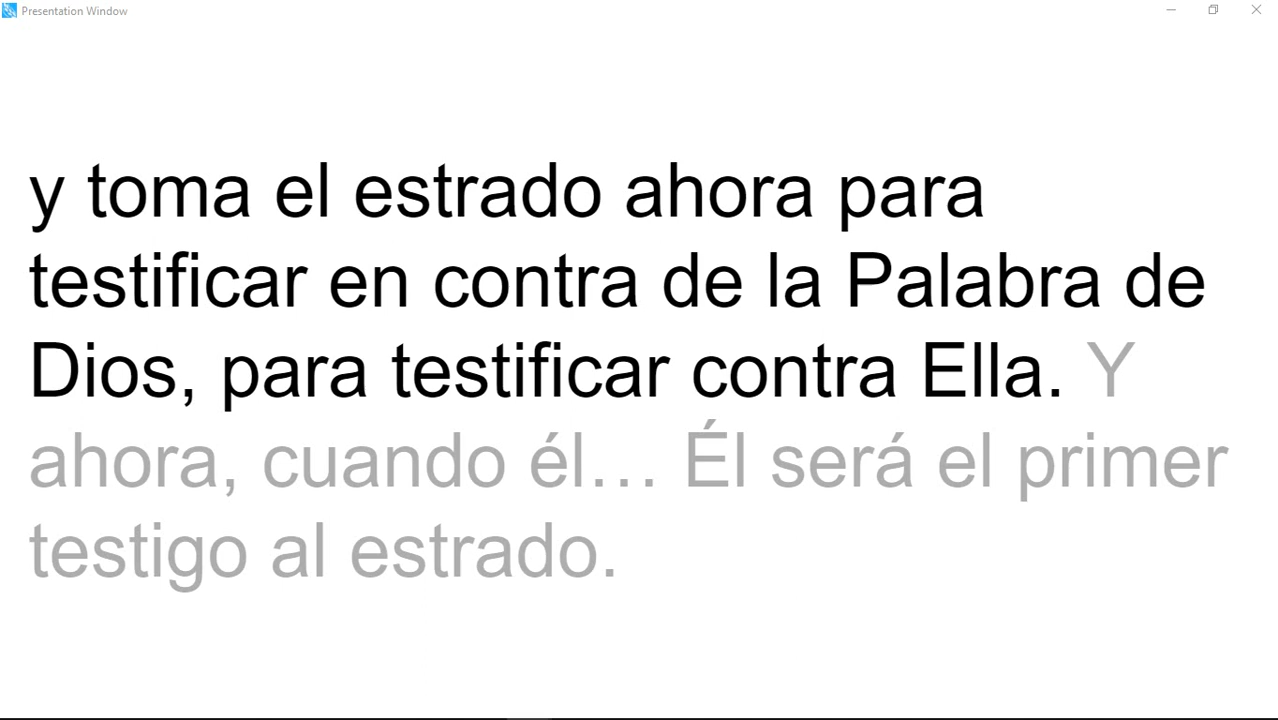 Presentation Window
y toma el estrado ahora para
testificar en contra de la Palabra de
Dios, para testificar contra Ella. Y
ahora, cuando él… Él será el primer
testigo al estrado.